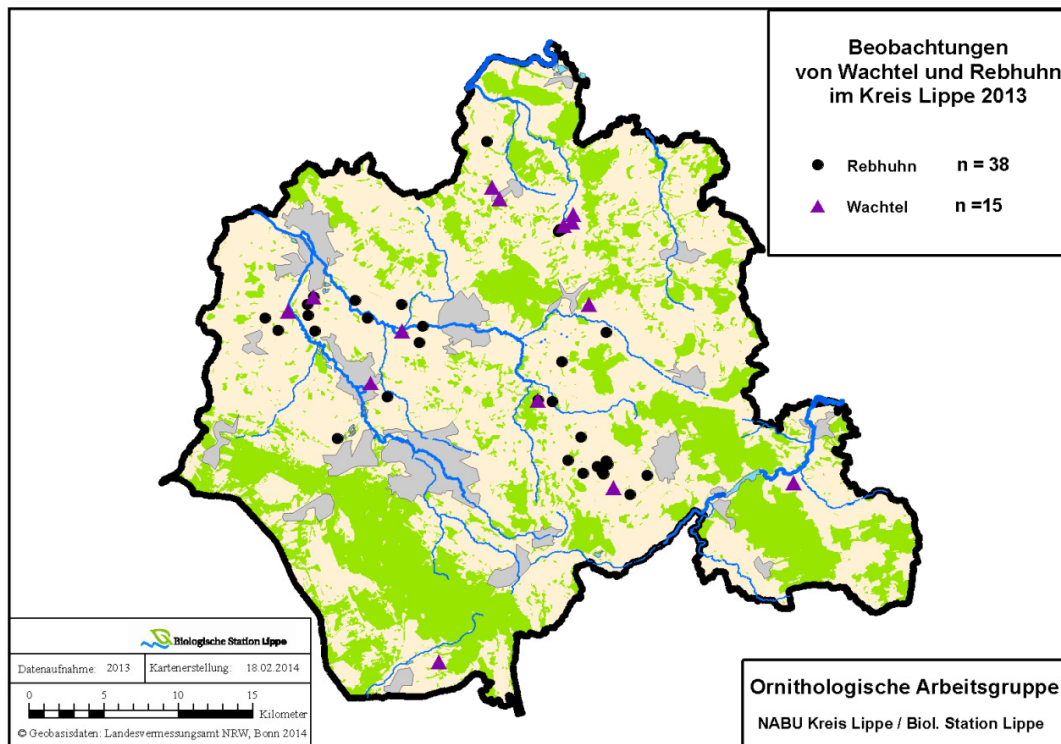 Beobachtungen
von Wachtel und Rebhuhn
im Kreis Lippe 2013
Rebhuhn n = 38
Wachtel n =15
Biologische Station Lippe
Datenaufnahme: 2013 Kartenerstellung: 18.02.2014
0 5 10 15
Kilometer
© Geobasisdaten: Landesvermessungsamt NRW, Bonn 2014
Ornithologische Arbeitsgruppe
NABU Kreis Lippe / Biol. Station Lippe